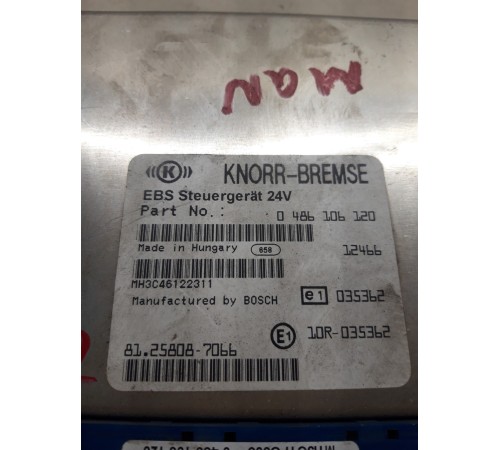 MAN
((K)) KNORR-BREMSE
EBS Steuergerät 24V
Part No.: 0 486 106 120
Made in Hungary 658 12466
MH3C46122311
Manufactured by BOSCH e1 035362
E1 10R-035362
81.25808-7066